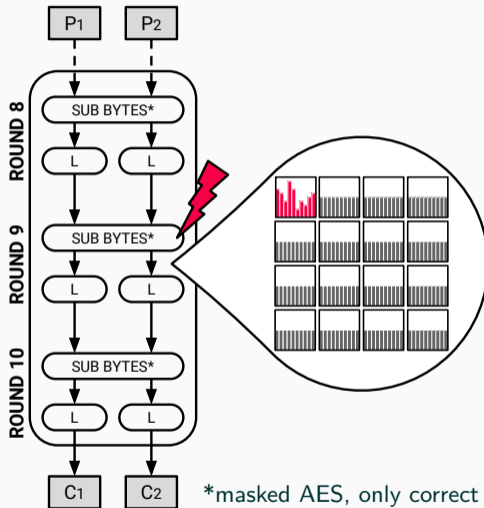 P1 P2
ROUND 8
SUB BYTES*
L L
ROUND 9
SUB BYTES*
L L
ROUND 10
SUB BYTES*
L L
C1 C2
*masked AES, only correct